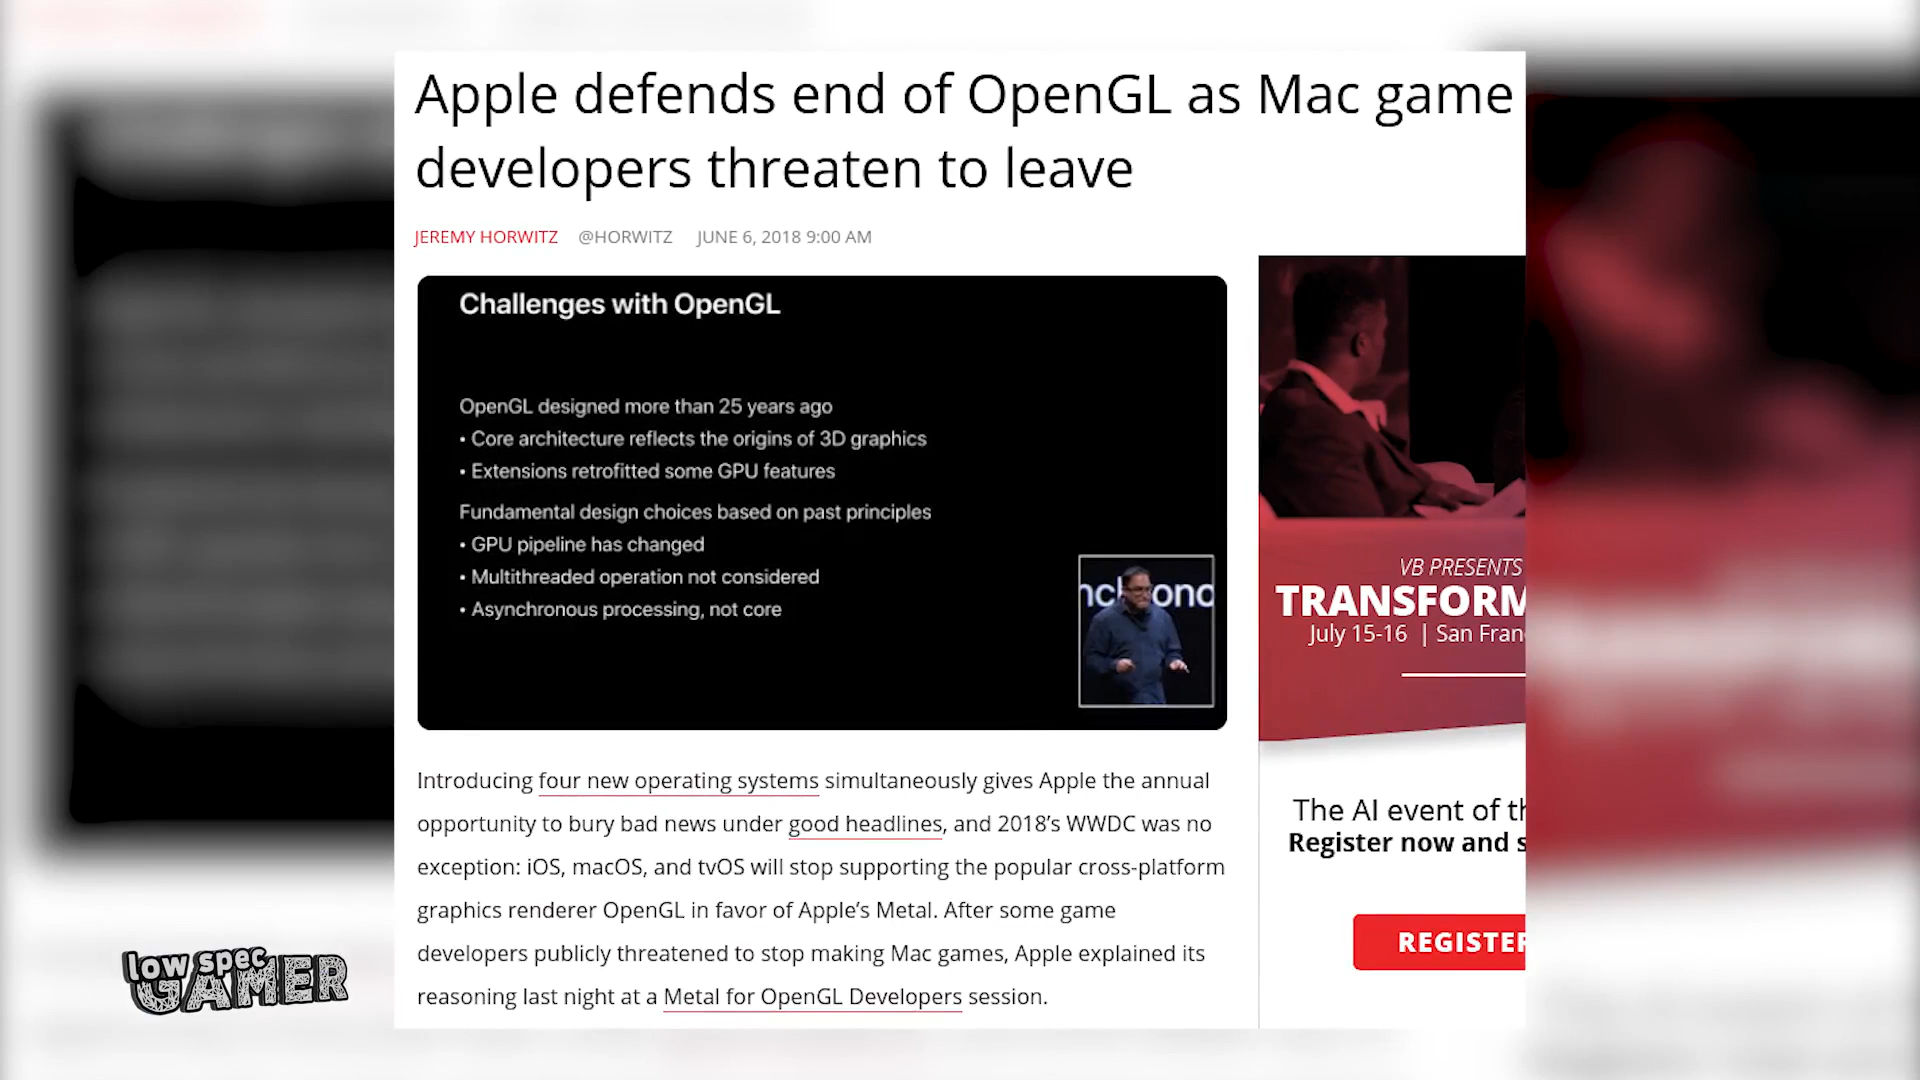 Apple defends end of OpenGL as Mac game
developers threaten to leave
JEREMY HORWITZ @HORWITZ JUNE 6, 2018 9:00 AM
Challenges with OpenGL
OpenGL designed more than 25 years ago
• Core architecture reflects the origins of 3D graphics
• Extensions retrofitted some GPU features
Fundamental design choices based on past principles
• GPU pipeline has changed
• Multithreaded operation not considered
• Asynchronous processing, not core
Introducing four new operating systems simultaneously gives Apple the annual
opportunity to bury bad news under good headlines, and 2018’s WWDC was no
exception: iOS, macOS, and tvOS will stop supporting the popular cross-platform
graphics renderer OpenGL in favor of Apple’s Metal. After some game
developers publicly threatened to stop making Mac games, Apple explained its
reasoning last night at a Metal for OpenGL Developers session.
VB PRESENTS
TRANSFORM
July 15-16 | San Fran
The AI event of th
Register now and s
REGISTER
low spec
GAMER